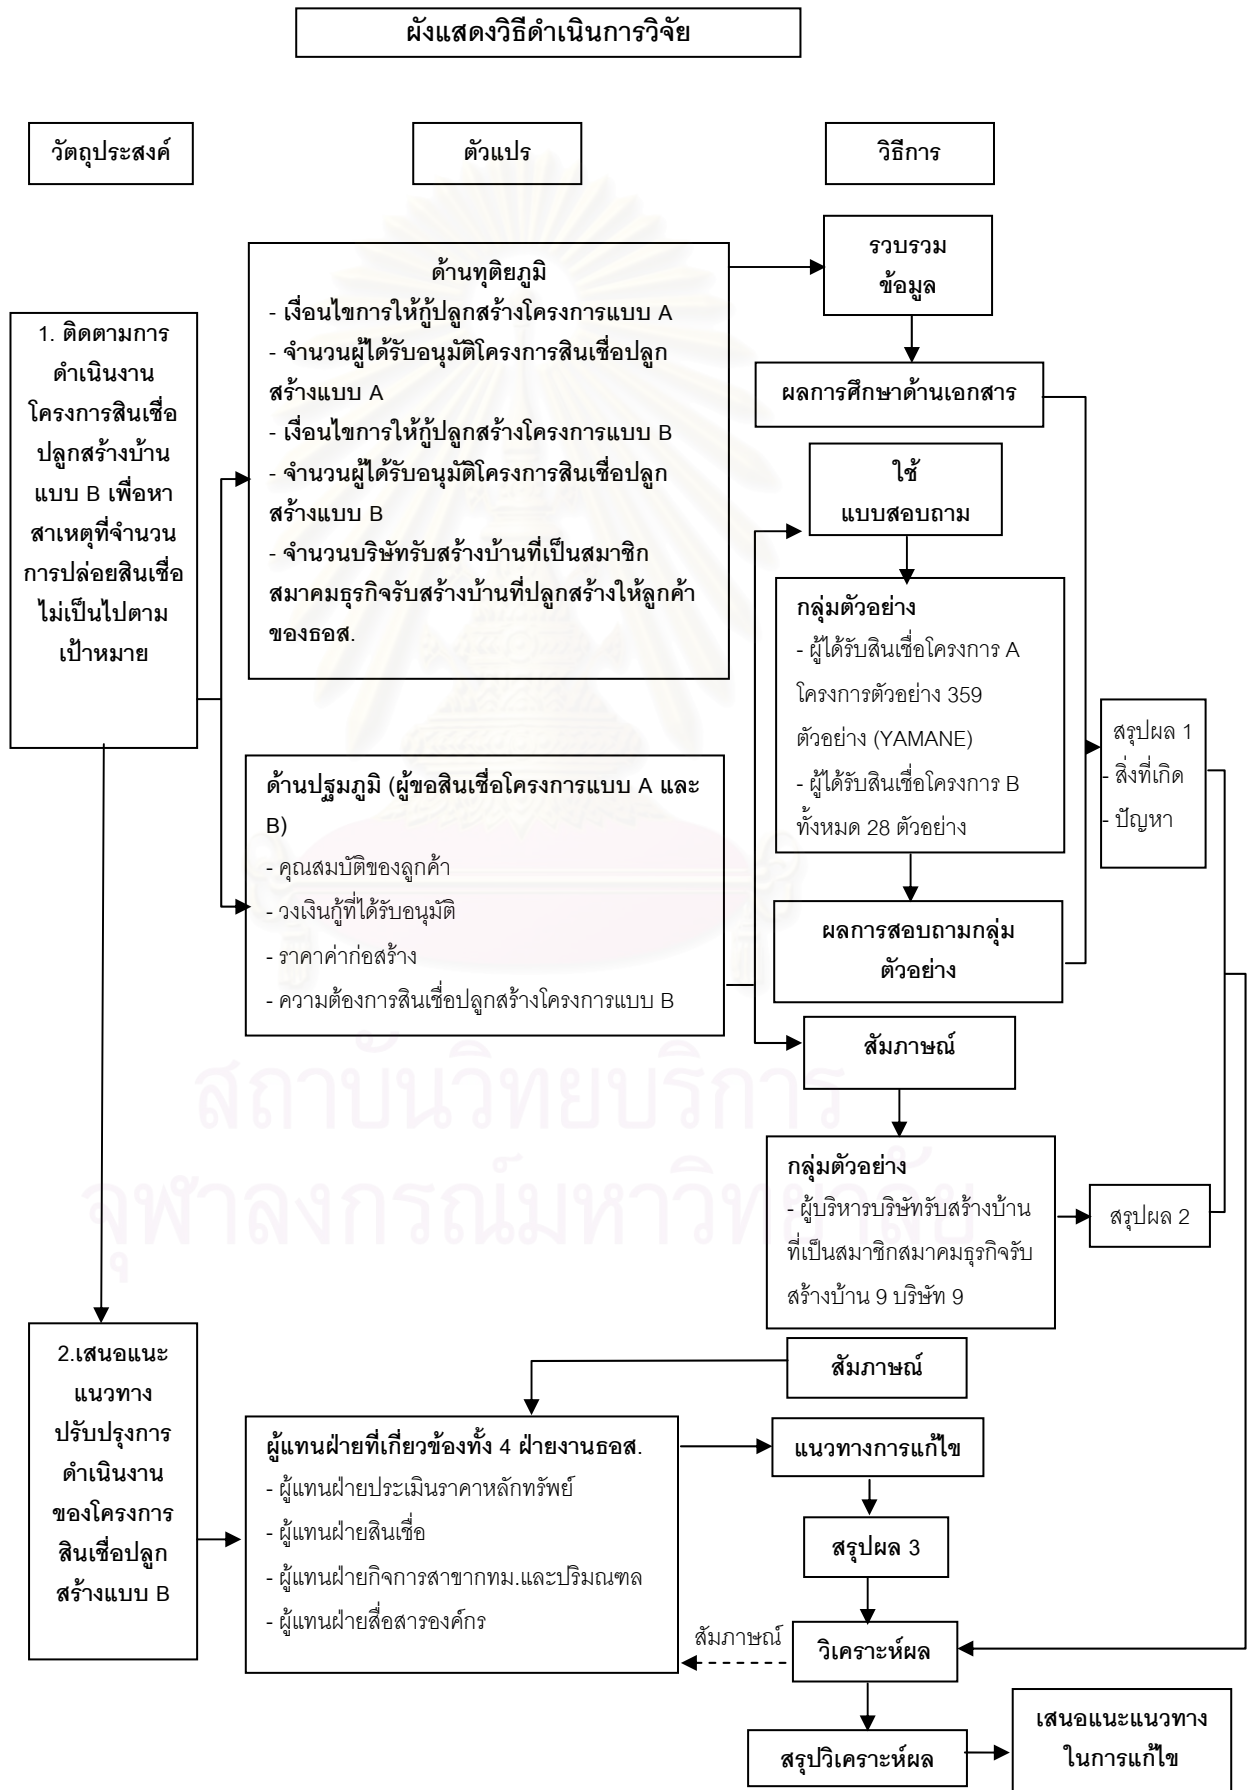 ผังแสดงวิธีดำเนินการวิจัย
วัตถุประสงค์
ตัวแปร
วิธีการ
1. ติดตามการ
ดำเนินงาน
โครงการสินเชื่อ
ปลูกสร้างบ้าน
แบบ B เพื่อหา
สาเหตุที่จำนวน
การปล่อยสินเชื่อ
ไม่เป็นไปตาม
เป้าหมาย
ด้านทุติยภูมิ
- เงื่อนไขการให้กู้ปลูกสร้างโครงการแบบ A
- จำนวนผู้ได้รับอนุมัติโครงการสินเชื่อปลูก
สร้างแบบ A
- เงื่อนไขการให้กู้ปลูกสร้างโครงการแบบ B
- จำนวนผู้ได้รับอนุมัติโครงการสินเชื่อปลูก
สร้างแบบ B
- จำนวนบริษัทรับสร้างบ้านที่เป็นสมาชิก
สมาคมธุรกิจรับสร้างบ้านที่ปลูกสร้างให้ลูกค้า
ของธอส.
ด้านปฐมภูมิ (ผู้ขอสินเชื่อโครงการแบบ A และ
B)
- คุณสมบัติของลูกค้า
- วงเงินกู้ที่ได้รับอนุมัติ
- ราคาค่าก่อสร้าง
- ความต้องการสินเชื่อปลูกสร้างโครงการแบบ B
รวบรวม
ข้อมูล
ผลการศึกษาด้านเอกสาร
ใช้
แบบสอบถาม
กลุ่มตัวอย่าง
- ผู้ได้รับสินเชื่อโครงการ A
โครงการตัวอย่าง 359
ตัวอย่าง (YAMANE)
- ผู้ได้รับสินเชื่อโครงการ B
ทั้งหมด 28 ตัวอย่าง
ผลการสอบถามกลุ่ม
ตัวอย่าง
สรุปผล 1
- สิ่งที่เกิด
- ปัญหา
สัมภาษณ์
กลุ่มตัวอย่าง
- ผู้บริหารบริษัทรับสร้างบ้าน
ที่เป็นสมาชิกสมาคมธุรกิจรับ
สร้างบ้าน 9 บริษัท 9
สรุปผล 2
สถาบันวิทยบริการ
จุฬาลงกรณ์มหาวิทยาลัย
2.เสนอแนะ
แนวทาง
ปรับปรุงการ
ดำเนินงาน
ของโครงการ
สินเชื่อปลูก
สร้างแบบ B
สัมภาษณ์
ผู้แทนฝ่ายที่เกี่ยวข้องทั้ง 4 ฝ่ายงานธอส.
- ผู้แทนฝ่ายประเมินราคาหลักทรัพย์
- ผู้แทนฝ่ายสินเชื่อ
- ผู้แทนฝ่ายกิจการสาขากทม.และปริมณฑล
- ผู้แทนฝ่ายสื่อสารองค์กร
แนวทางการแก้ไข
สรุปผล 3
สัมภาษณ์
วิเคราะห์ผล
สรุปวิเคราะห์ผล
เสนอแนะแนวทาง
ในการแก้ไข